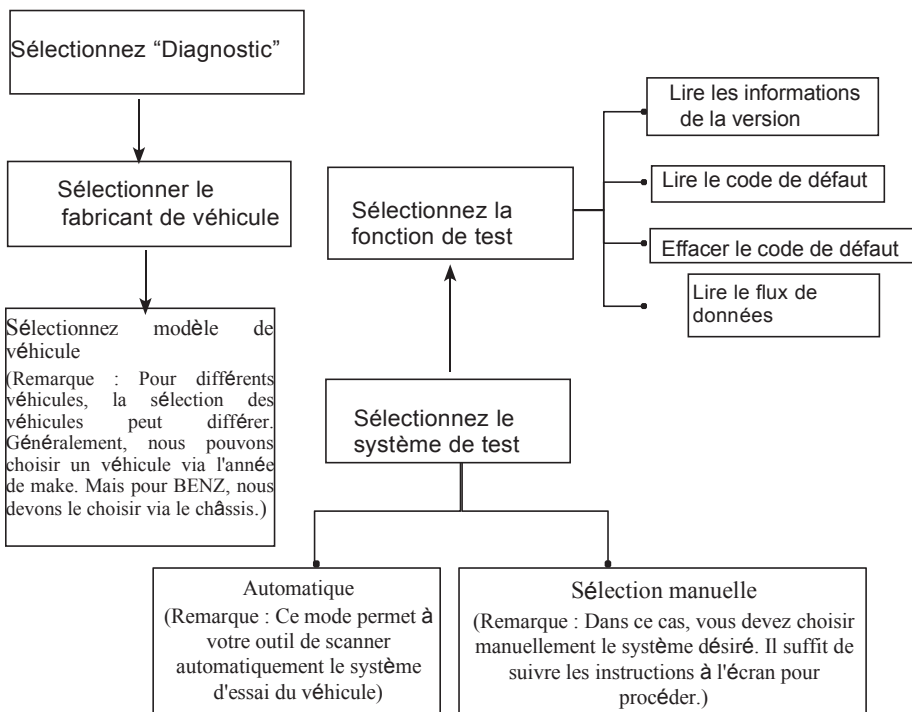 Sélectionnez “Diagnostic”
Sélectionner le
fabricant de véhicule
Sélectionnez modèle de
véhicule
(Remarque : Pour différents
véhicules, la sélection des
véhicules peut différer.
Généralement, nous pouvons
choisir un véhicule via l'année
de make. Mais pour BENZ, nous
devons le choisir via le châssis.)
Automatique
(Remarque : Ce mode permet à
votre outil de scanner
automatiquement le système
d'essai du véhicule)
Sélection manuelle
(Remarque : Dans ce cas, vous devez choisir
manuellement le système désiré. Il suffit de
suivre les instructions à l'écran pour
procéder.)
Sélectionnez le
système de test
Sélectionnez la
fonction de test
Lire les informations
de la version
Lire le code de défaut
Effacer le code de défaut
Lire le flux de
données